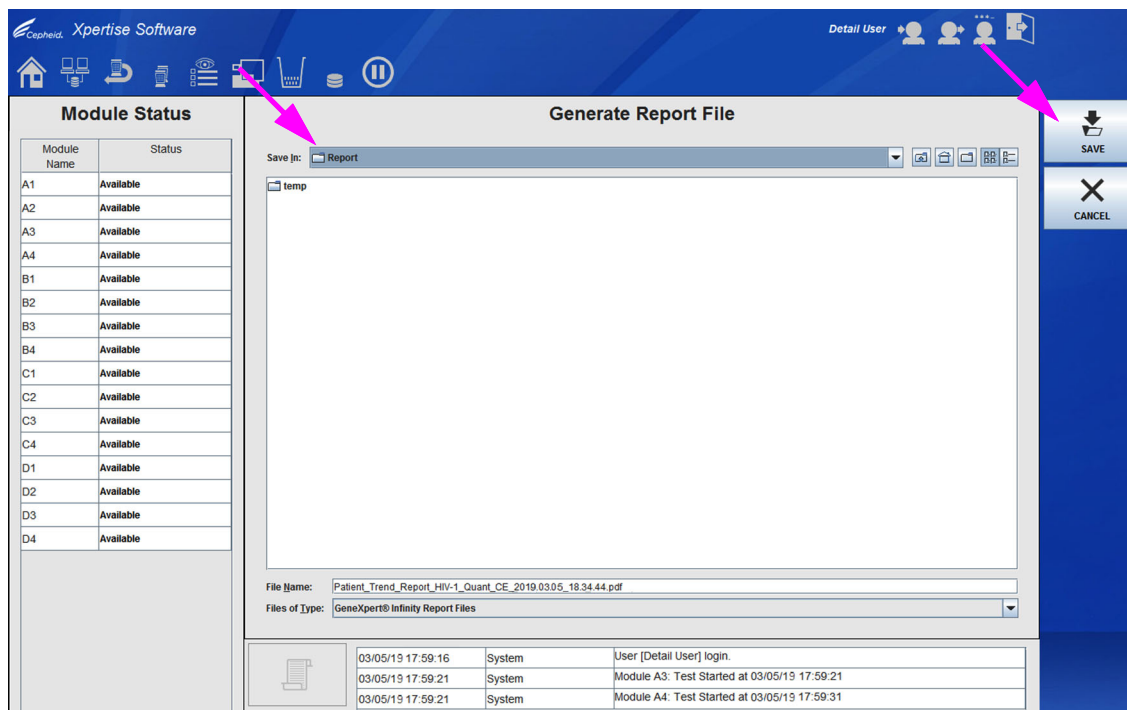 Cepheid. Xpertise Software
Detail User
Module Status
Module Name Status
A1 Available
A2 Available
A3 Available
A4 Available
B1 Available
B2 Available
B3 Available
B4 Available
C1 Available
C2 Available
C3 Available
C4 Available
D1 Available
D2 Available
D3 Available
D4 Available
Generate Report File
Save In: Report
temp
File Name: Patient_Trend_Report_HIV-1_Quant_CE_2019.03.05_18.34.44.pdf
Files of Type: GeneXpert® Infinity Report Files
03/05/19 17:59:16 System User [Detail User] login.
03/05/19 17:59:21 System Module A3: Test Started at 03/05/19 17:59:21
03/05/19 17:59:21 System Module A4: Test Started at 03/05/19 17:59:31
SAVE
CANCEL